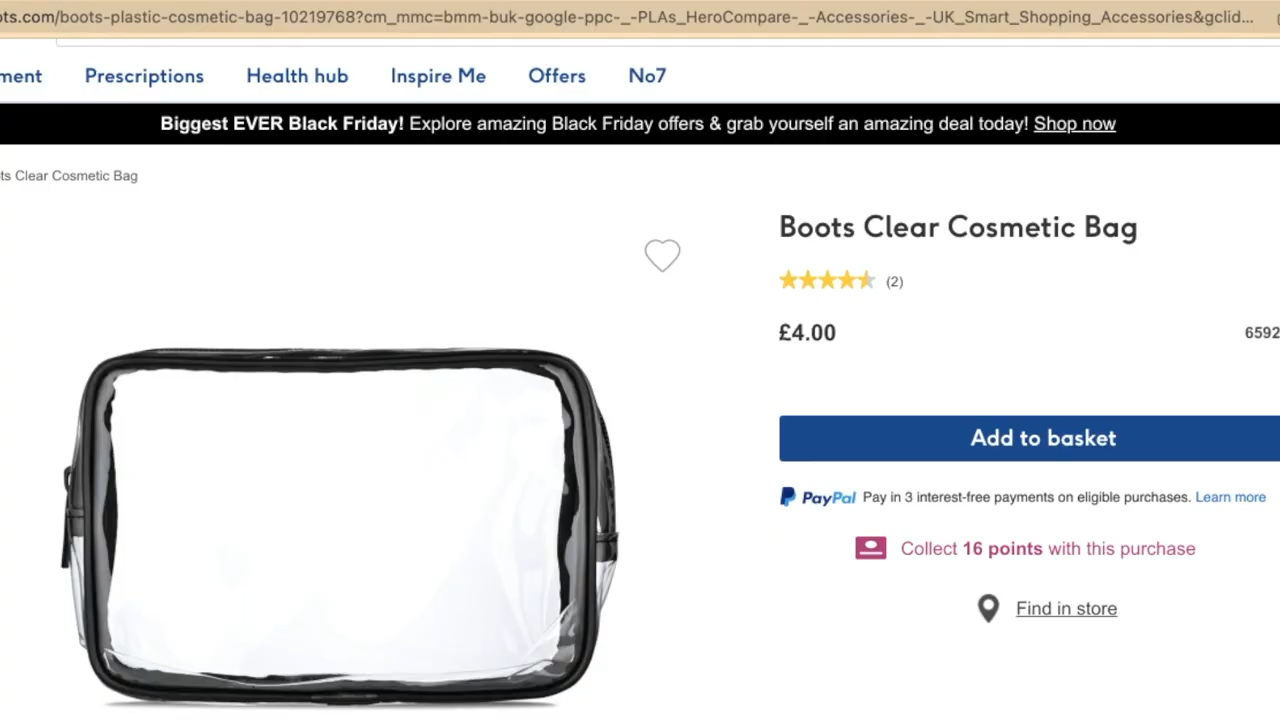 ts.com/boots-plastic-cosmetic-bag-10219768?cm_mmc=bmm-buk-google-ppc-_-PLAs_HeroCompare-_-Accessories-_-UK_Smart_Shopping_Accessories&gclid...
ment Prescriptions Health hub Inspire Me Offers No7
Biggest EVER Black Friday! Explore amazing Black Friday offers & grab yourself an amazing deal today! Shop now
ts Clear Cosmetic Bag
Boots Clear Cosmetic Bag
(2)
£4.00
6592
Add to basket
PayPal Pay in 3 interest-free payments on eligible purchases. Learn more
Collect 16 points with this purchase
Find in store